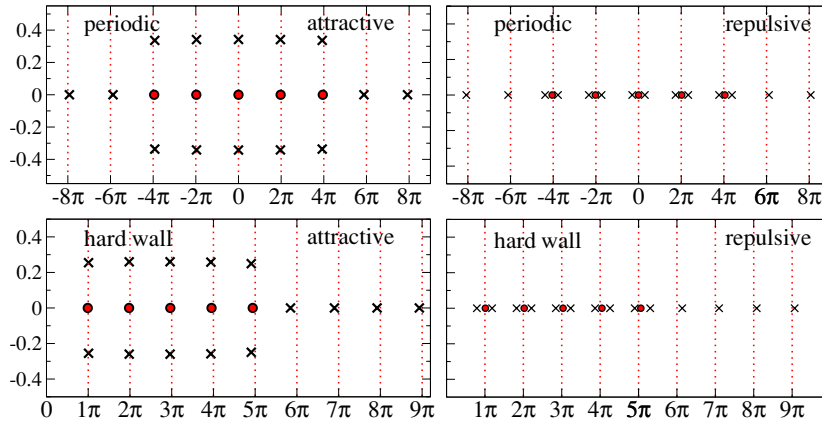 periodic attractive
0.4
0.2
0
-0.2
-0.4
-8π -6π -4π -2π 0 2π 4π 6π 8π
periodic repulsive
-8π -6π -4π -2π 0 2π 4π 6π 8π
hard wall attractive
0.4
0.2
0
-0.2
-0.4
0 1π 2π 3π 4π 5π 6π 7π 8π 9π
hard wall repulsive
1π 2π 3π 4π 5π 6π 7π 8π 9π